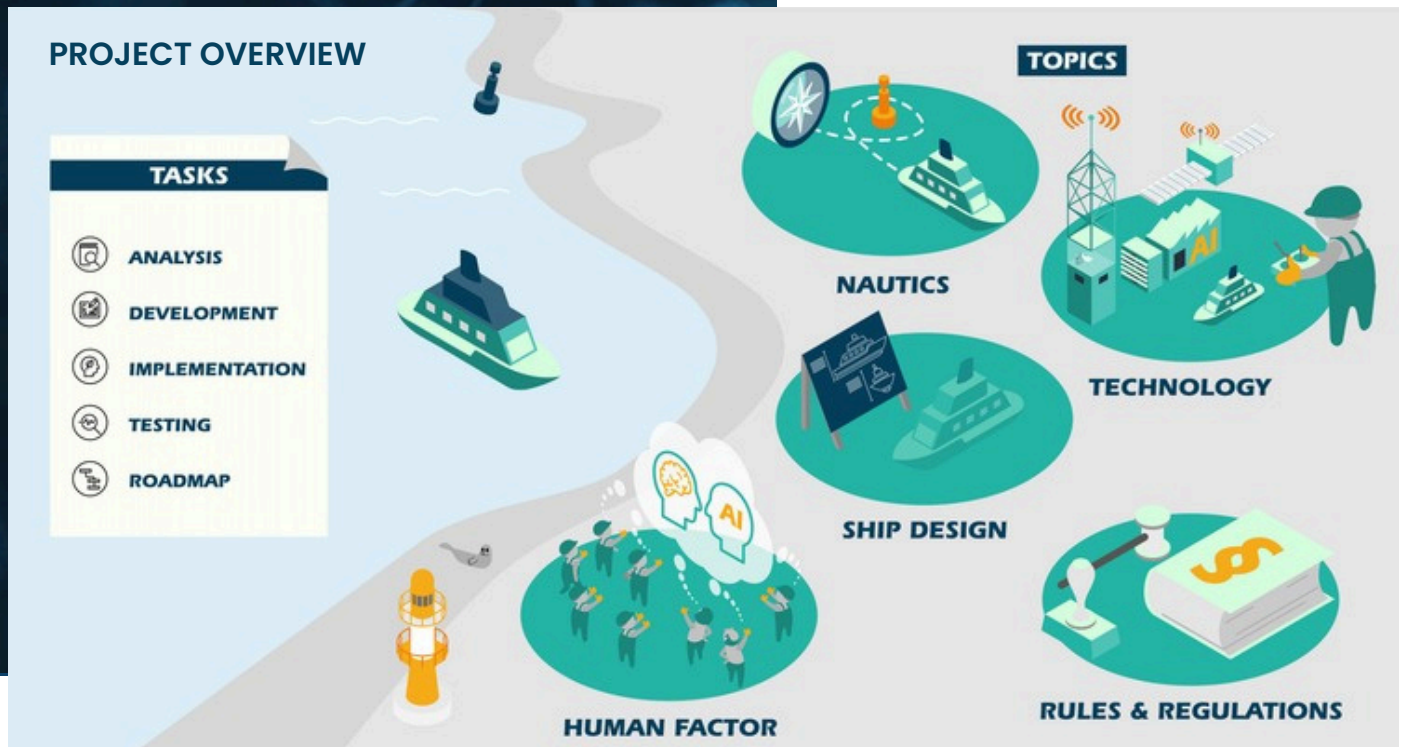 PROJECT OVERVIEW
TASKS
ANALYSIS
DEVELOPMENT
IMPLEMENTATION
TESTING
ROADMAP
TOPICS
NAUTICS
AI
TECHNOLOGY
SHIP DESIGN
AI
HUMAN FACTOR
§
RULES & REGULATIONS